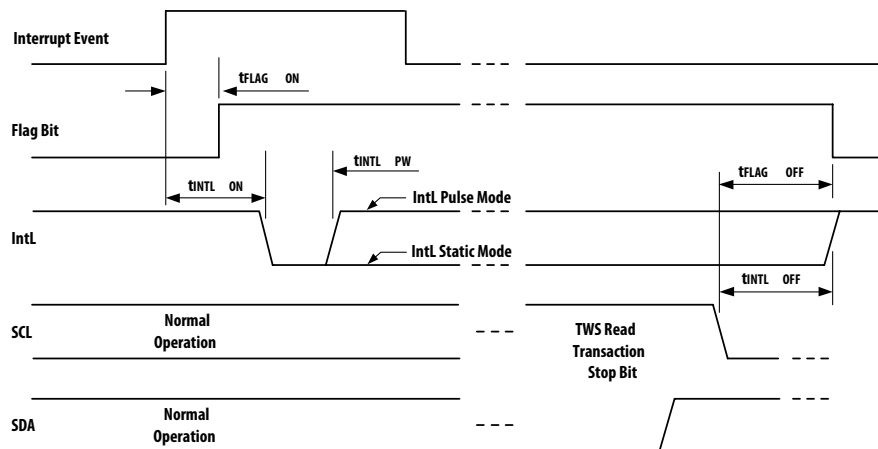 Interrupt Event
tFLAG ON
Flag Bit
tINTL ON
tINTL PW
tFLAG OFF
IntL Pulse Mode
IntL
IntL Static Mode
tINTL OFF
SCL
Normal
Operation
TWS Read
Transaction
Stop Bit
SDA
Normal
Operation